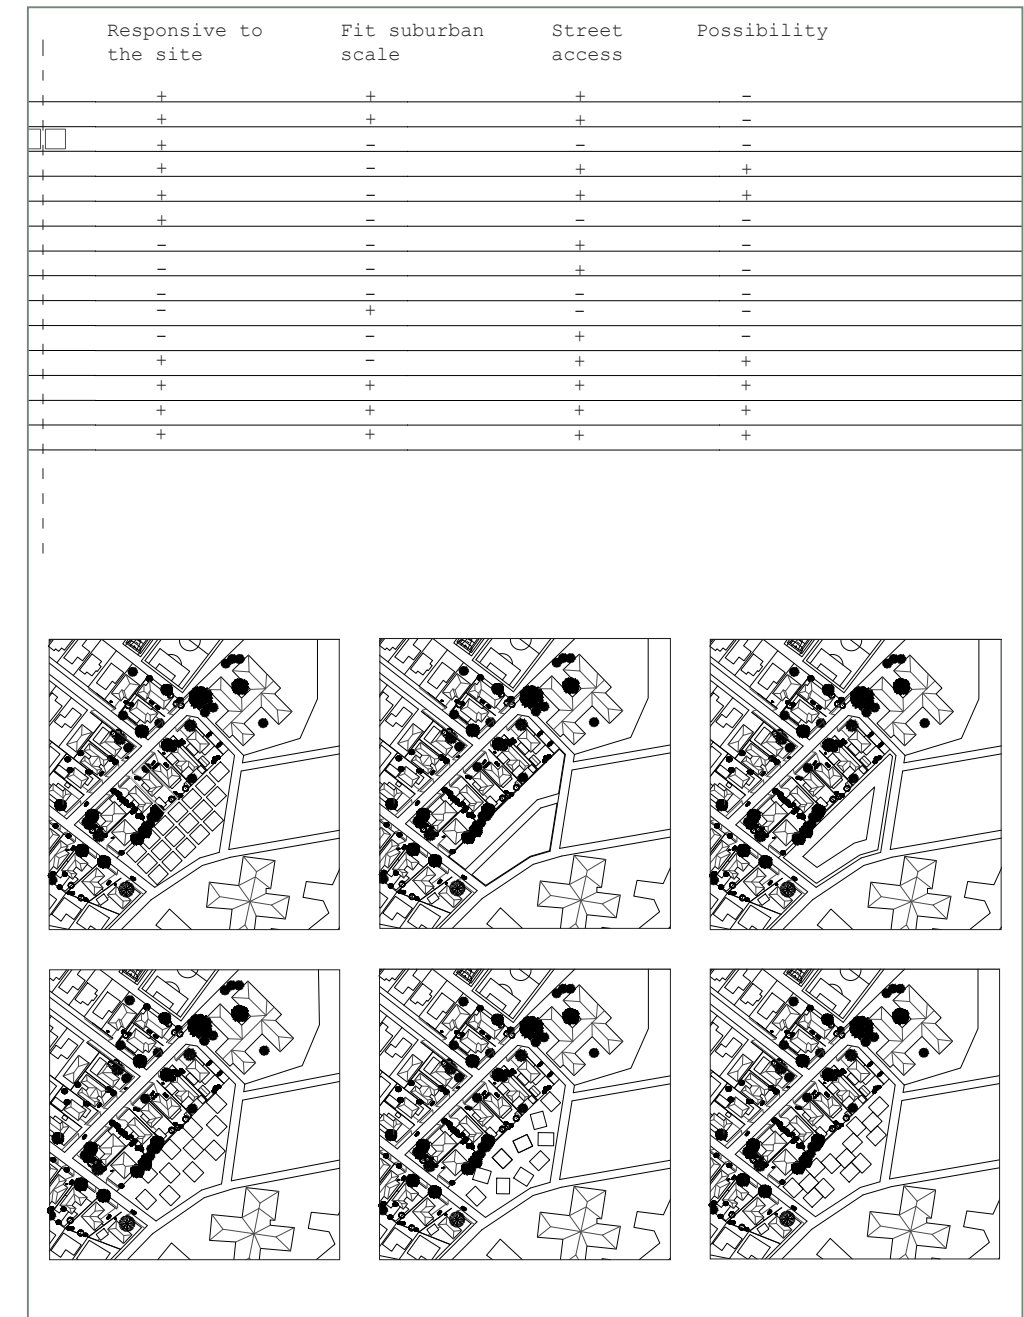 Responsive to the site Fit suburban scale Street access Possibility
+ + + –
+ + + –
+ – – –
+ – + +
+ – + +
+ – – –
– – + –
– – + –
– – – –
– + – –
– – + –
+ – + +
+ + + +
+ + + +
+ + + +